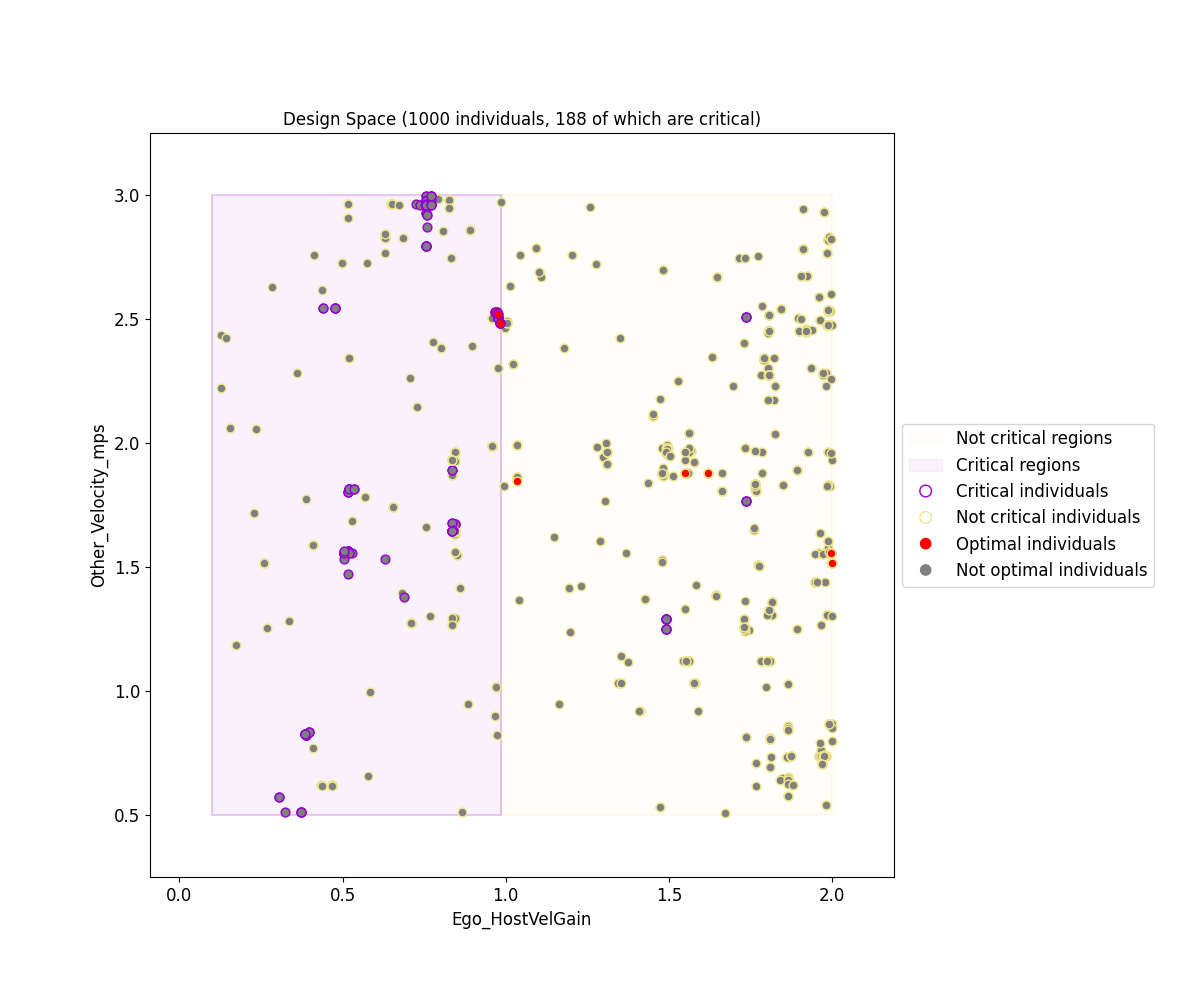 Design Space (1000 individuals, 188 of which are critical)
3.0
2.5
2.0
1.5
1.0
0.5
Other_Velocity_mps
0.0
0.5
1.0
1.5
2.0
Ego_HostVelGain
Not critical regions
Critical regions
Critical individuals
Not critical individuals
Optimal individuals
Not optimal individuals